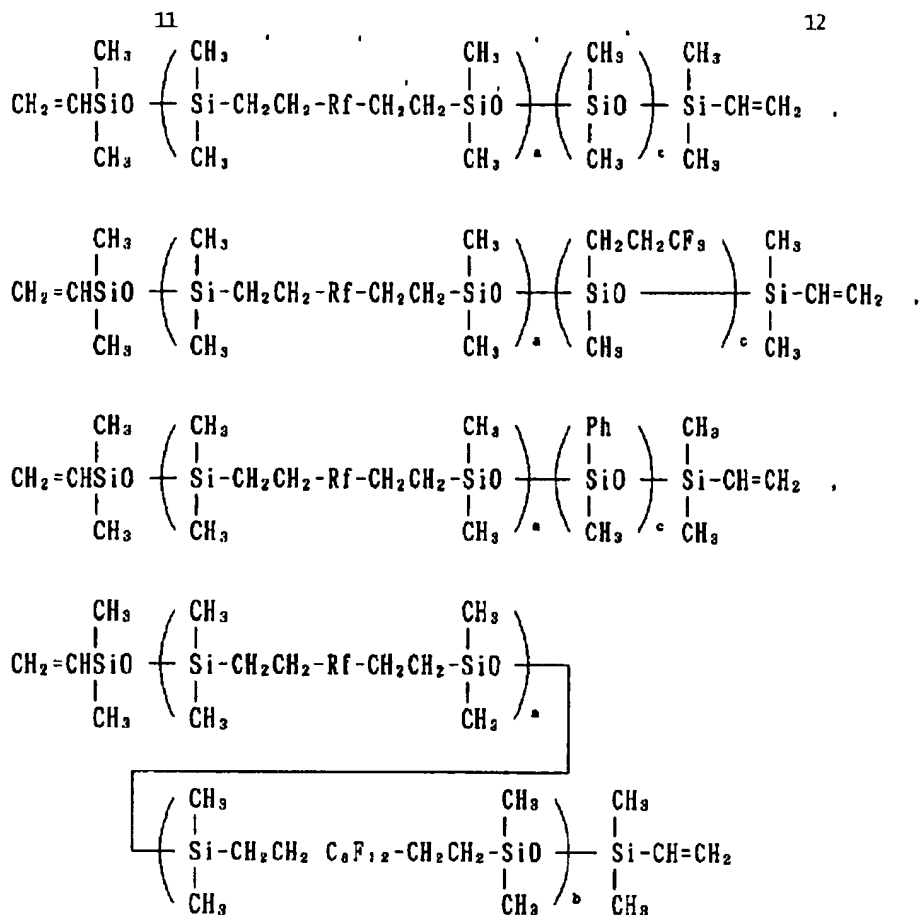 11 12
CH₃ CH₃ CH₃ CH₃ CH₃
CH₂=CHSiO Si-CH₂CH₂-Rf-CH₂CH₂-SiO SiO Si-CH=CH₂ .
CH₃ CH₃ CH₃ a CH₃ c CH₃
CH₃ CH₃ CH₃ CH₂CH₂CF₃ CH₃
CH₂=CHSiO Si-CH₂CH₂-Rf-CH₂CH₂-SiO SiO Si-CH=CH₂ .
CH₃ CH₃ CH₃ a CH₃ c CH₃
CH₃ CH₃ CH₃ Ph CH₃
CH₂=CHSiO Si-CH₂CH₂-Rf-CH₂CH₂-SiO SiO Si-CH=CH₂ .
CH₃ CH₃ CH₃ a CH₃ c CH₃
CH₃ CH₃ CH₃
CH₂=CHSiO Si-CH₂CH₂-Rf-CH₂CH₂-SiO
CH₃ CH₃ CH₃ a
CH₃ CH₃ CH₃
Si-CH₂CH₂ C₆F₁₂-CH₂CH₂-SiO Si-CH=CH₂
CH₃ CH₃ b CH₃